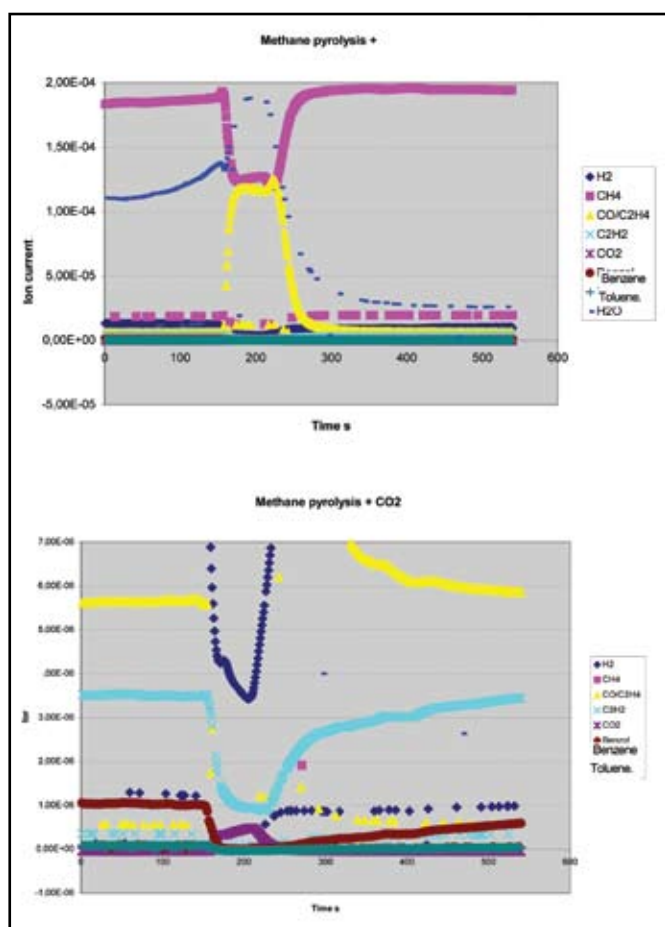 Methane pyrolysis +
2,00E-04
1,50E-04
1,00E-04
5,00E-05
0,00E+00
-5,00E-05
Ion current
0 100 200 300 400 500 600
Time s
H2
CH4
CO/C2H4
C2H2
CO2
Benzene
Toluene.
H2O
Methane pyrolysis + CO2
7,00E-06
6,00E-06
5,00E-06
,00E-06
3,00E-06
2,00E-06
1,00E-06
0,00E+00
-1,00E-06
0 100 200 300 400 500 600
Time s
H2
CH4
CO/C2H4
C2H2
CO2
Benzol
Benzene
Toluene.